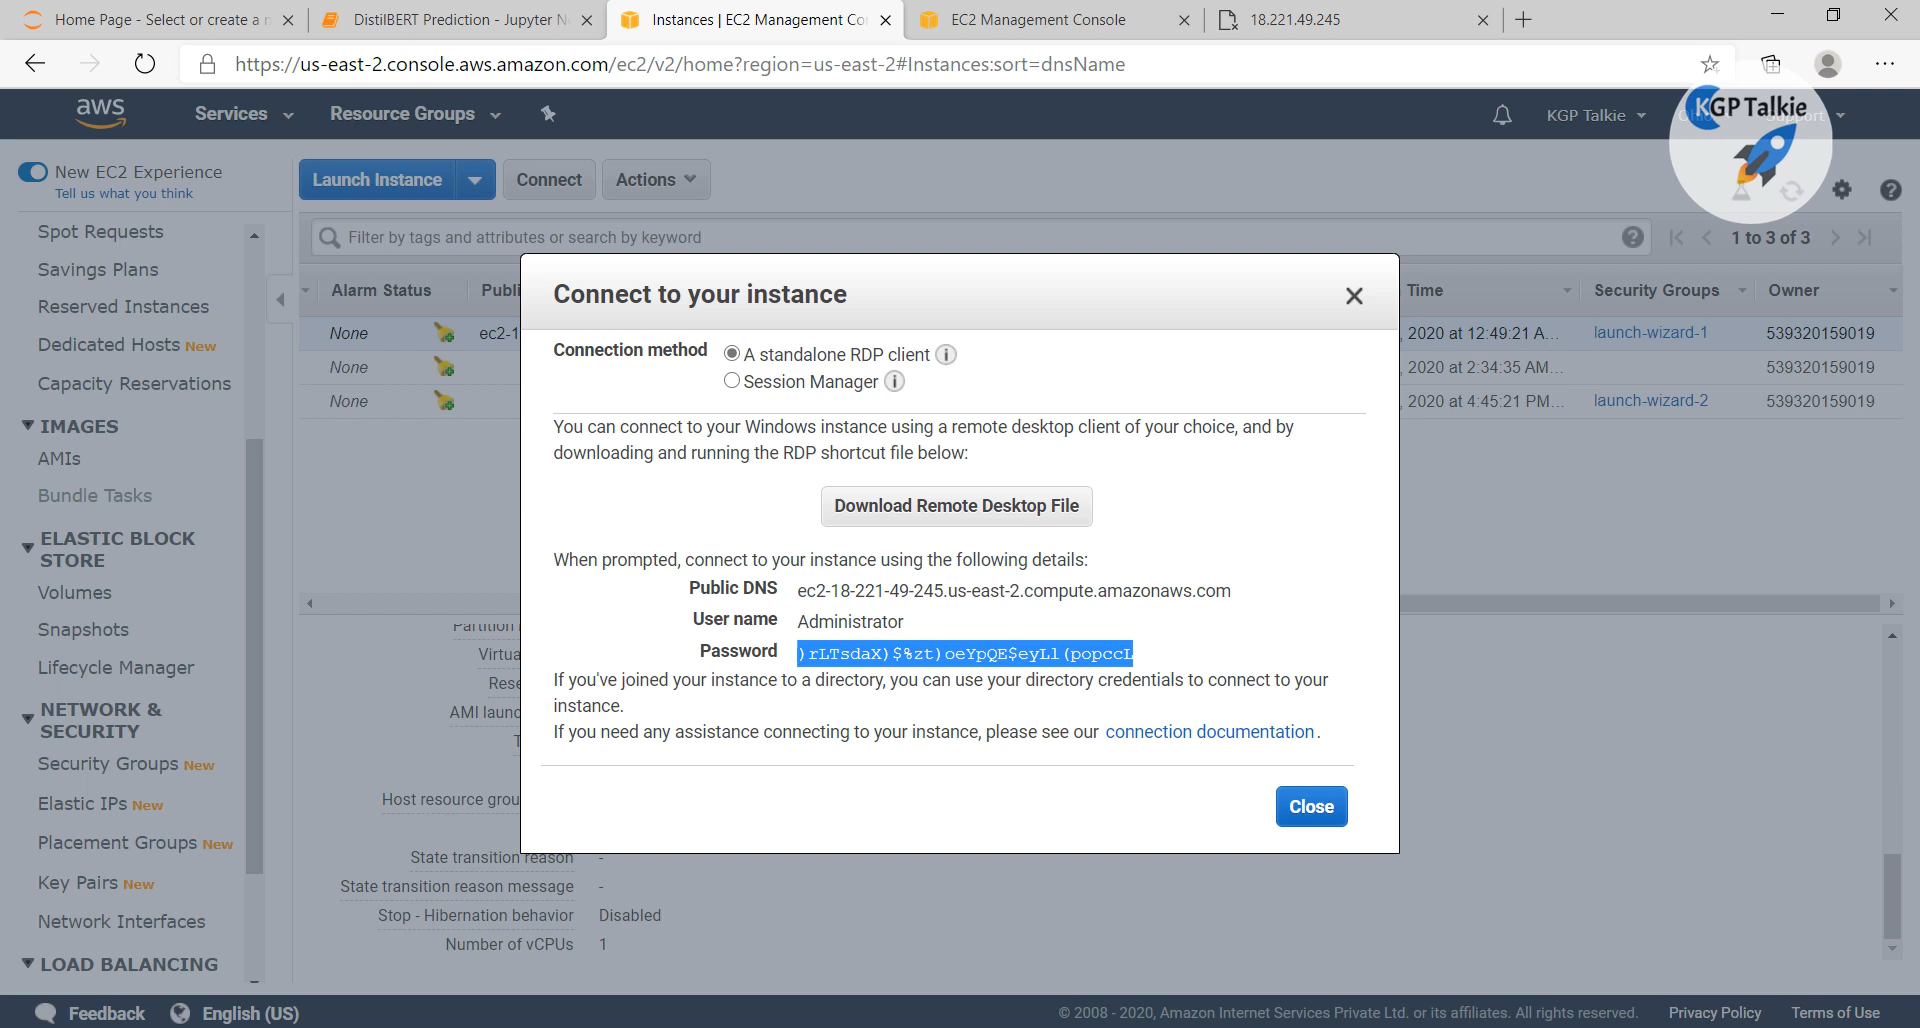 Home Page - Select or create a n
DistilBERT Prediction - Jupyter N
Instances | EC2 Management Co
EC2 Management Console
18.221.49.245
https://us-east-2.console.aws.amazon.com/ec2/v2/home?region=us-east-2#Instances:sort=dnsName
aws
Services
Resource Groups
KGP Talkie
Support
KGP Talkie
New EC2 Experience
Tell us what you think
Launch Instance
Connect
Actions
Spot Requests
Savings Plans
Reserved Instances
Dedicated Hosts New
Capacity Reservations
IMAGES
AMIs
Bundle Tasks
ELASTIC BLOCK
STORE
Volumes
Snapshots
Lifecycle Manager
NETWORK &
SECURITY
Security Groups New
Elastic IPs New
Placement Groups New
Key Pairs New
Network Interfaces
LOAD BALANCING
Filter by tags and attributes or search by keyword
1 to 3 of 3
Alarm Status Publi Time Security Groups Owner
None ec2-1 , 2020 at 12:49:21 A... launch-wizard-1 539320159019
None , 2020 at 2:34:35 AM... 539320159019
None , 2020 at 4:45:21 PM... launch-wizard-2 539320159019
Connect to your instance
Connection method A standalone RDP client
Session Manager
You can connect to your Windows instance using a remote desktop client of your choice, and by
downloading and running the RDP shortcut file below:
Download Remote Desktop File
When prompted, connect to your instance using the following details:
Public DNS ec2-18-221-49-245.us-east-2.compute.amazonaws.com
User name Administrator
Password )rLTsdaX)$%zt)oeYpQE$eyLl(popccL
If you've joined your instance to a directory, you can use your directory credentials to connect to your
instance.
If you need any assistance connecting to your instance, please see our connection documentation.
Close
Virtua
Rese
AMI launc
T
Host resource grou
State transition reason -
State transition reason message -
Stop - Hibernation behavior Disabled
Number of vCPUs 1
Feedback
English (US)
© 2008 - 2020, Amazon Internet Services Private Ltd. or its affiliates. All rights reserved.
Privacy Policy
Terms of Use